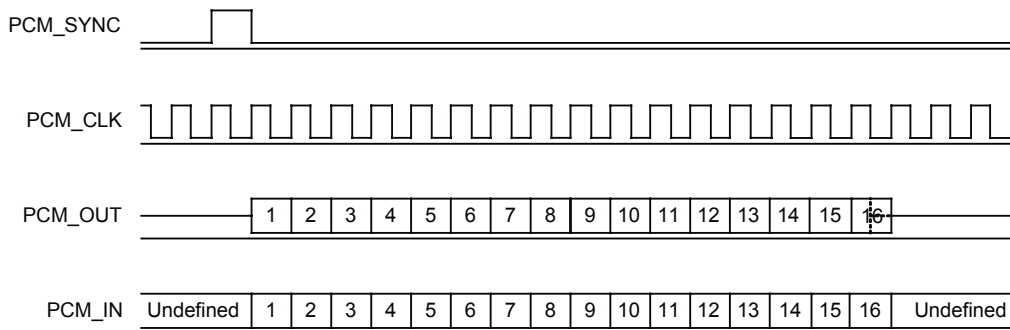 PCM_SYNC
PCM_CLK
PCM_OUT 1 2 3 4 5 6 7 8 9 10 11 12 13 14 15 16
PCM_IN Undefined 1 2 3 4 5 6 7 8 9 10 11 12 13 14 15 16 Undefined